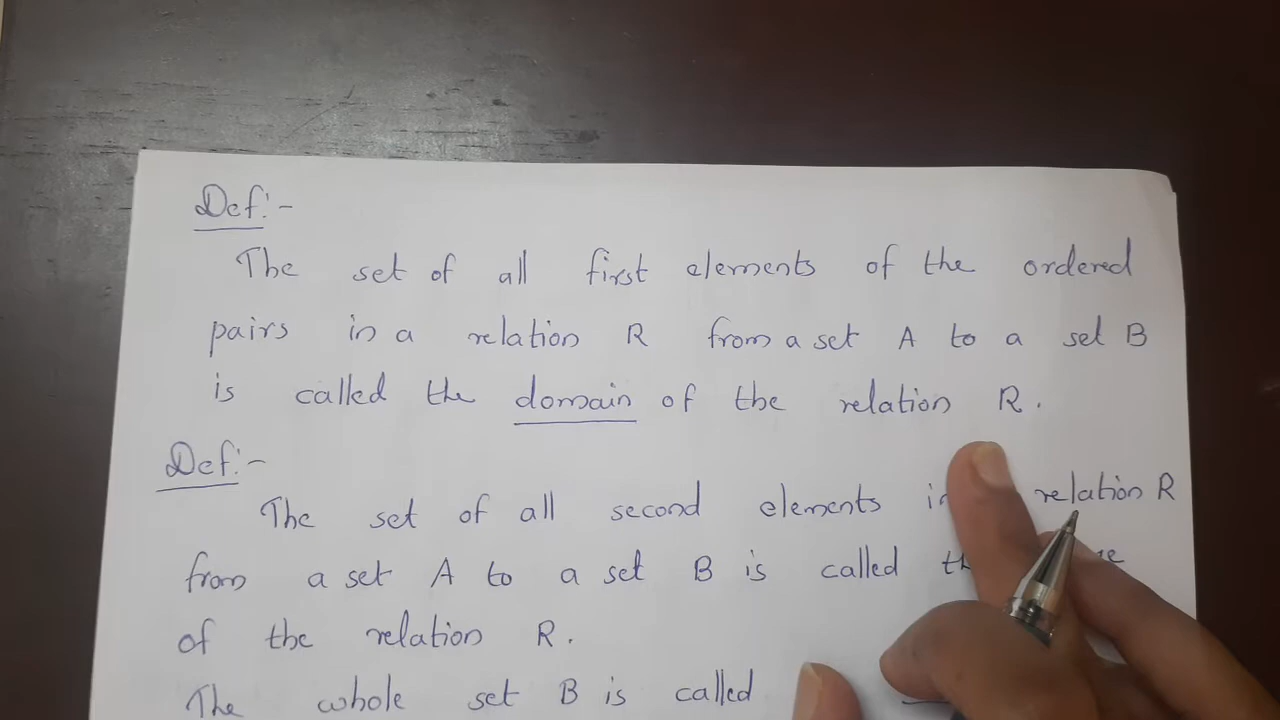 Def:-
The set of all first elements of the ordered
pairs in a relation R from a set A to a set B
is called the domain of the relation R.
Def:-
The set of all second elements in relation R
from a set A to a set B is called
of the relation R.
The whole set B is called